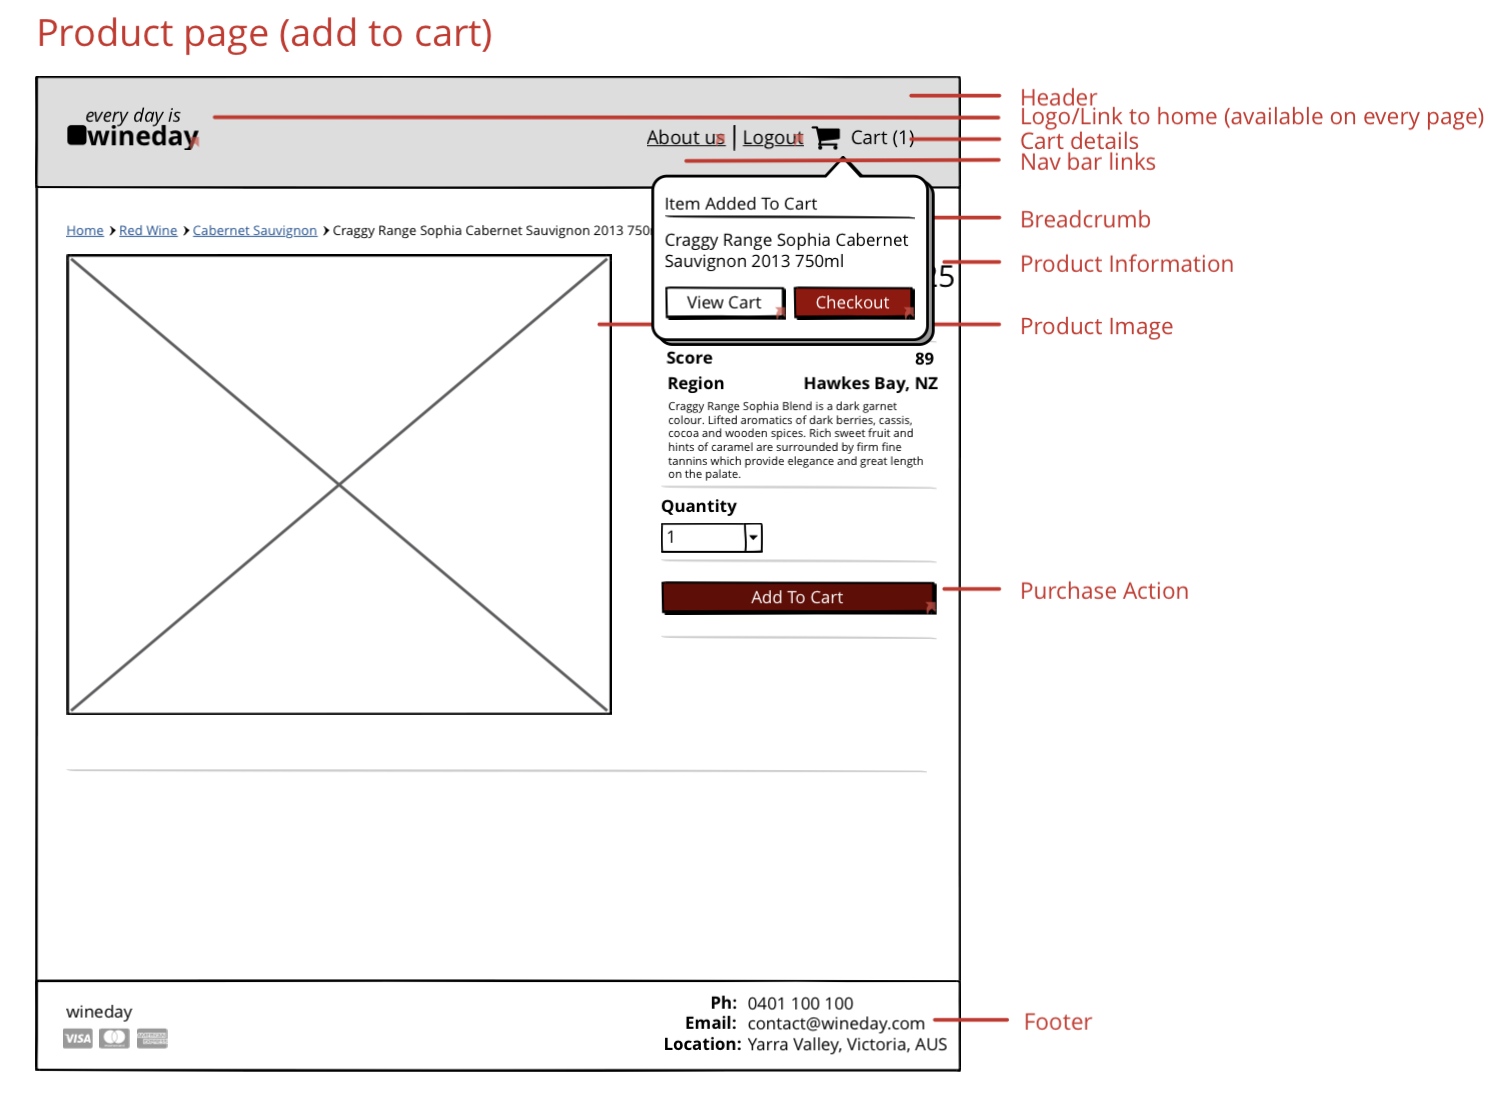 Product page (add to cart)
every day is
wineday
About us | Logout Cart (1)
Header
Logo/Link to home (available on every page)
Cart details
Nav bar links
Item Added To Cart
Breadcrumb
Home › Red Wine › Cabernet Sauvignon › Craggy Range Sophia Cabernet Sauvignon 2013 750
Craggy Range Sophia Cabernet
Sauvignon 2013 750ml
Product Information
25
View Cart
Checkout
Product Image
Score 89
Region Hawkes Bay, NZ
Craggy Range Sophia Blend is a dark garnet
colour. Lifted aromatics of dark berries, cassis,
cocoa and wooden spices. Rich sweet fruit and
hints of caramel are surrounded by firm fine
tannins which provide elegance and great length
on the palate.
Quantity
1
Add To Cart
Purchase Action
wineday
VISA
Ph: 0401 100 100
Email: contact@wineday.com
Location: Yarra Valley, Victoria, AUS
Footer